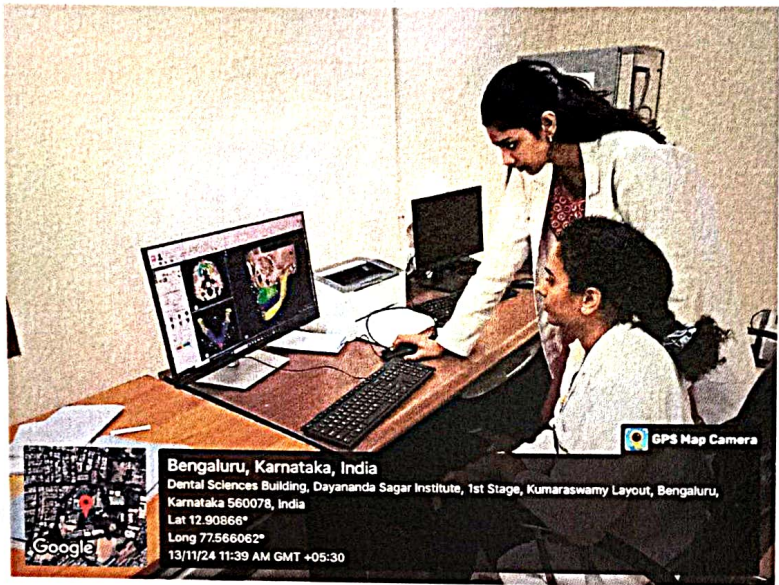 GPS Map Camera
Bengaluru, Karnataka, India
Dental Sciences Building, Dayananda Sagar Institute, 1st Stage, Kumaraswamy Layout, Bengaluru,
Karnataka 560078, India
Lat 12.90866°
Long 77.566062°
13/11/24 11:39 AM GMT +05:30
Google